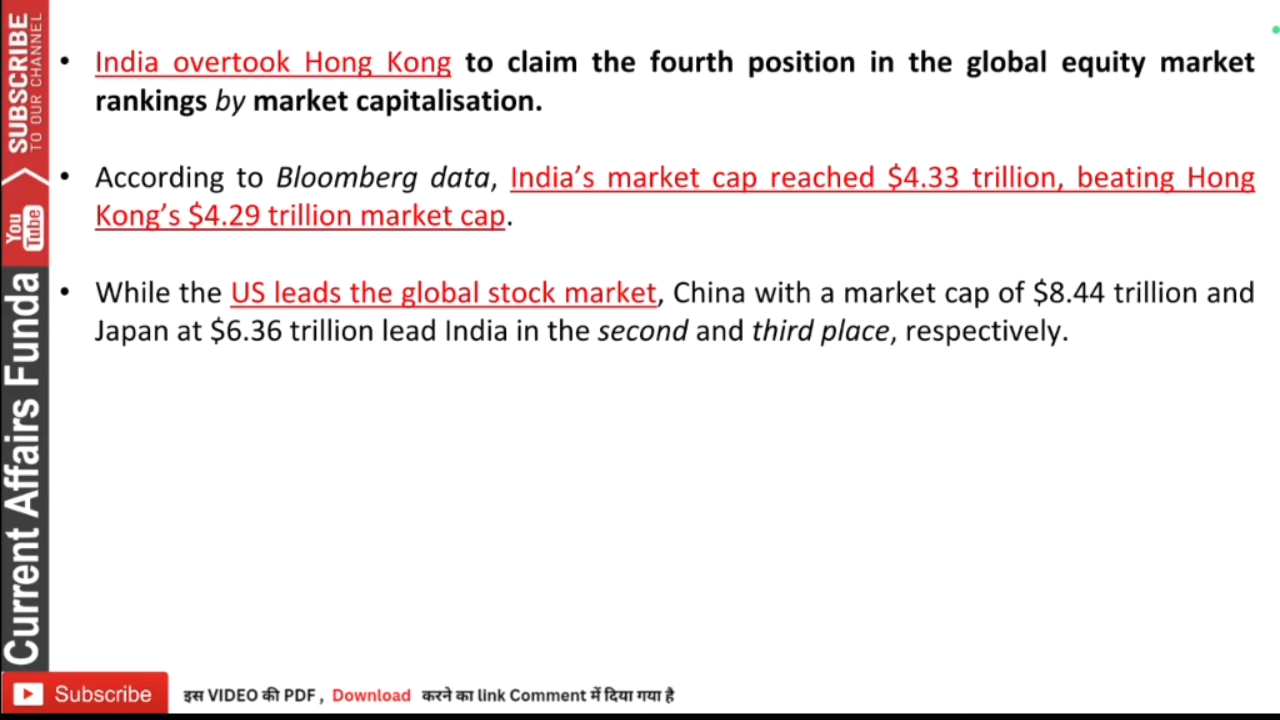 SUBSCRIBE
TO OUR CHANNEL
You
Tube
Current Affairs Funda
• India overtook Hong Kong to claim the fourth position in the global equity market
rankings by market capitalisation.
• According to Bloomberg data, India’s market cap reached $4.33 trillion, beating Hong
Kong’s $4.29 trillion market cap.
• While the US leads the global stock market, China with a market cap of $8.44 trillion and
Japan at $6.36 trillion lead India in the second and third place, respectively.
Subscribe
इस VIDEO की PDF , Download करने का link Comment में दिया गया है